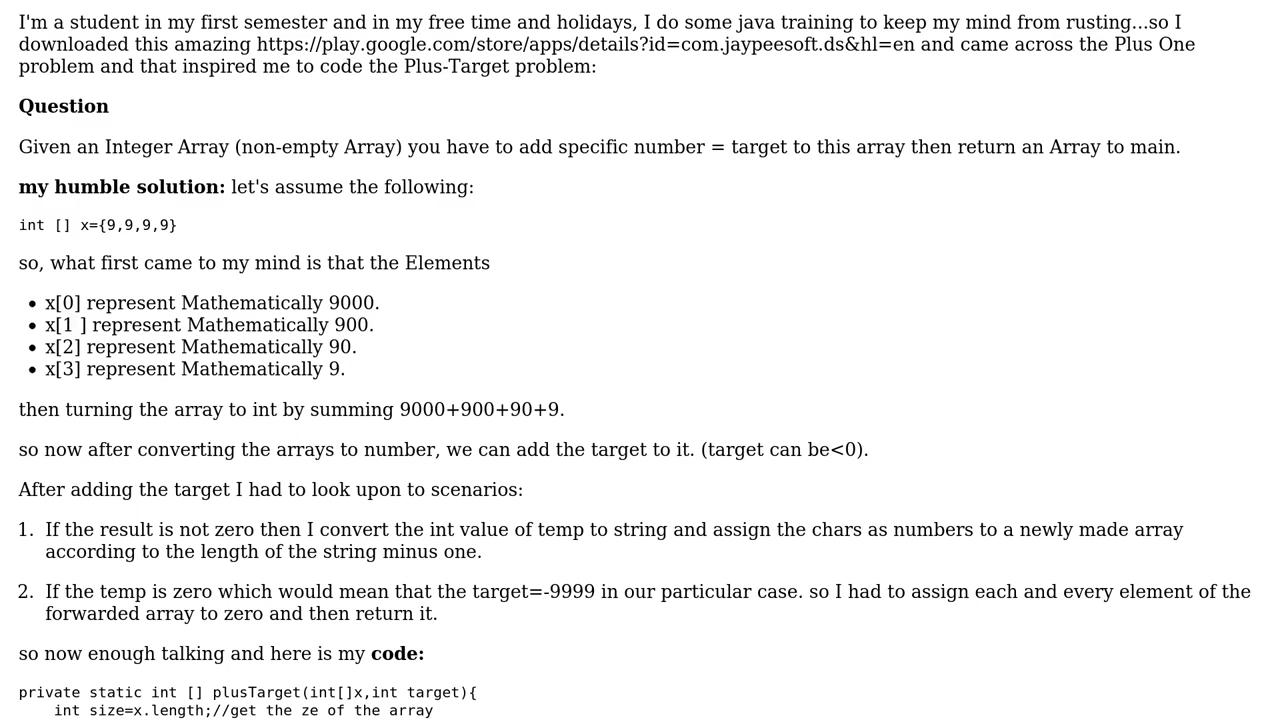 I'm a student in my first semester and in my free time and holidays, I do some java training to keep my mind from rusting...so I
downloaded this amazing https://play.google.com/store/apps/details?id=com.jaypeesoft.ds&hl=en and came across the Plus One
problem and that inspired me to code the Plus-Target problem:
Question
Given an Integer Array (non-empty Array) you have to add specific number = target to this array then return an Array to main.
my humble solution: let's assume the following:
int [] x={9,9,9,9}
so, what first came to my mind is that the Elements
• x[0] represent Mathematically 9000.
• x[1 ] represent Mathematically 900.
• x[2] represent Mathematically 90.
• x[3] represent Mathematically 9.
then turning the array to int by summing 9000+900+90+9.
so now after converting the arrays to number, we can add the target to it. (target can be<0).
After adding the target I had to look upon to scenarios:
1. If the result is not zero then I convert the int value of temp to string and assign the chars as numbers to a newly made array
according to the length of the string minus one.
2. If the temp is zero which would mean that the target=-9999 in our particular case. so I had to assign each and every element of the
forwarded array to zero and then return it.
so now enough talking and here is my code:
private static int [] plusTarget(int[]x,int target){
    int size=x.length;//get the ze of the array